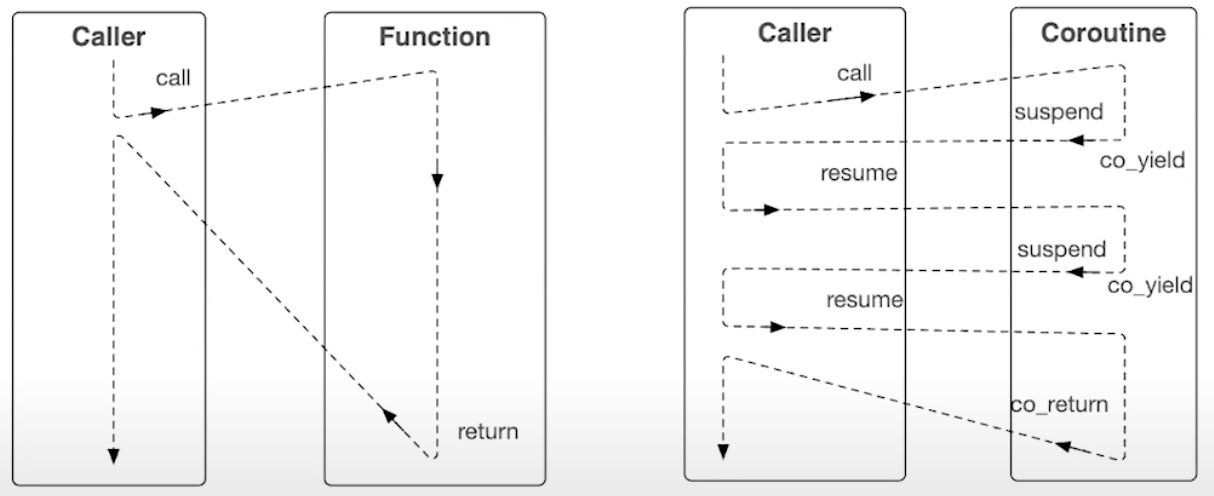 Caller
Function
call
return
Caller
Coroutine
call
suspend
co_yield
resume
suspend
co_yield
resume
co_return